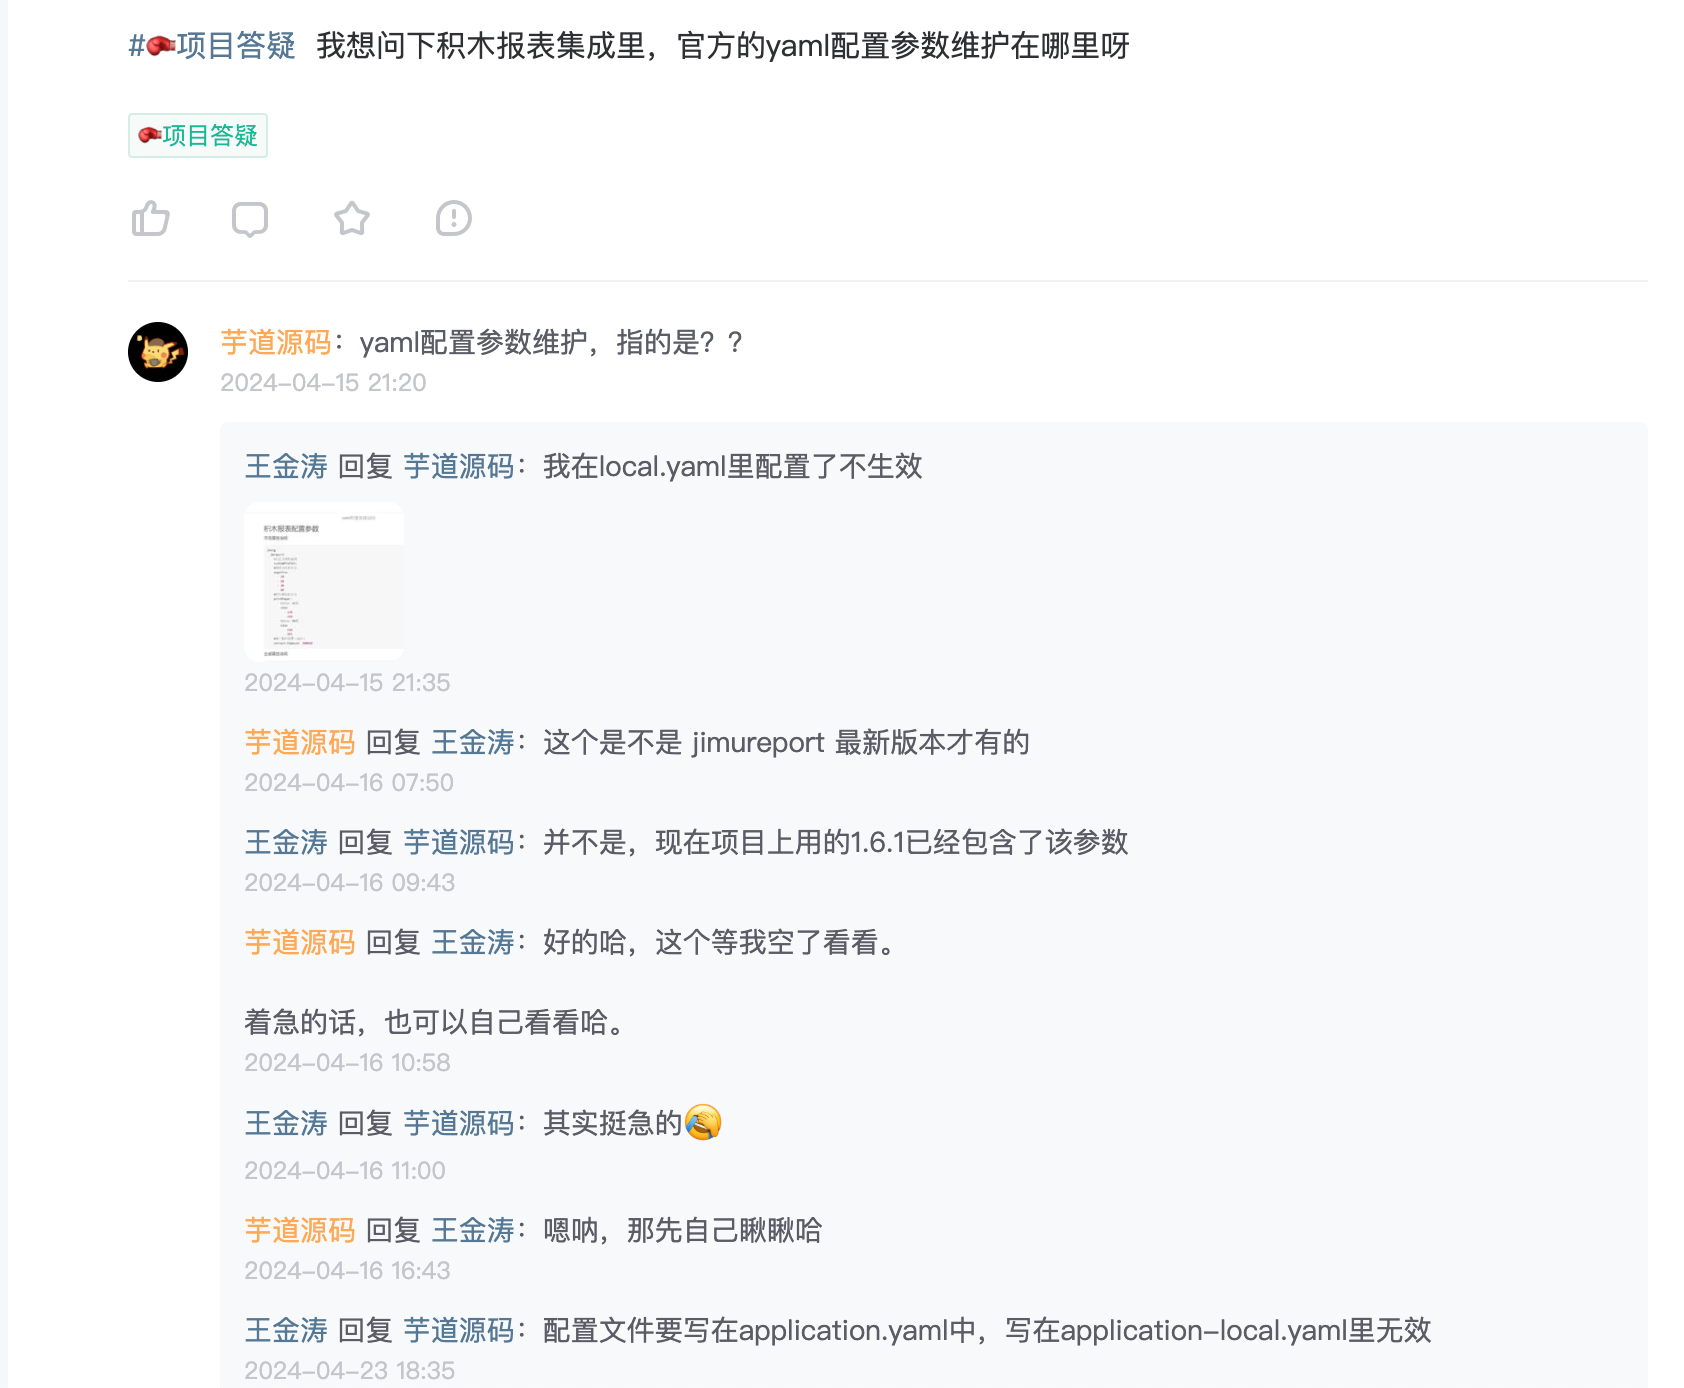 #🥊项目答疑 我想问下积木报表集成里，官方的yaml配置参数维护在哪里呀
🥊项目答疑
芋道源码：yaml配置参数维护，指的是？？
2024-04-15 21:20
王金涛 回复 芋道源码：我在local.yaml里配置了不生效
积木报表配置参数
2024-04-15 21:35
芋道源码 回复 王金涛：这个是不是 jimureport 最新版本才有的
2024-04-16 07:50
王金涛 回复 芋道源码：并不是，现在项目上用的1.6.1已经包含了该参数
2024-04-16 09:43
芋道源码 回复 王金涛：好的哈，这个等我空了看看。
着急的话，也可以自己看看哈。
2024-04-16 10:58
王金涛 回复 芋道源码：其实挺急的🤣
2024-04-16 11:00
芋道源码 回复 王金涛：嗯呐，那先自己瞅瞅哈
2024-04-16 16:43
王金涛 回复 芋道源码：配置文件要写在application.yaml中，写在application-local.yaml里无效
2024-04-23 18:35